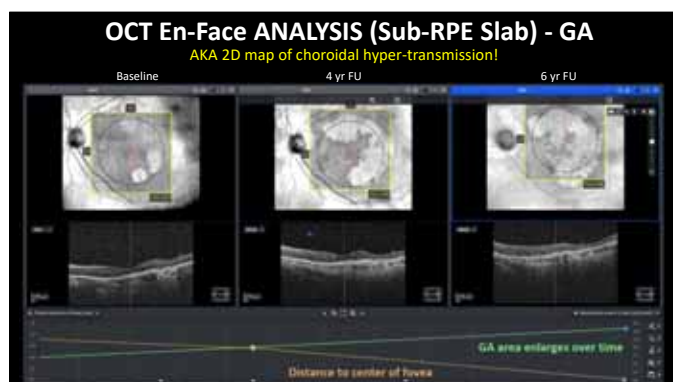 OCT En-Face ANALYSIS (Sub-RPE Slab) - GA
AKA 2D map of choroidal hyper-transmission!
Baseline
4 yr FU
6 yr FU
GA area enlarges over time
Distance to center of fovea